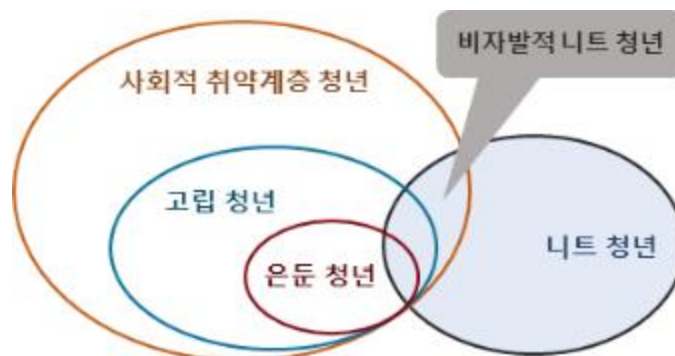 비자발적 니트 청년
사회적 취약계층 청년
고립 청년
니트 청년
은둔 청년